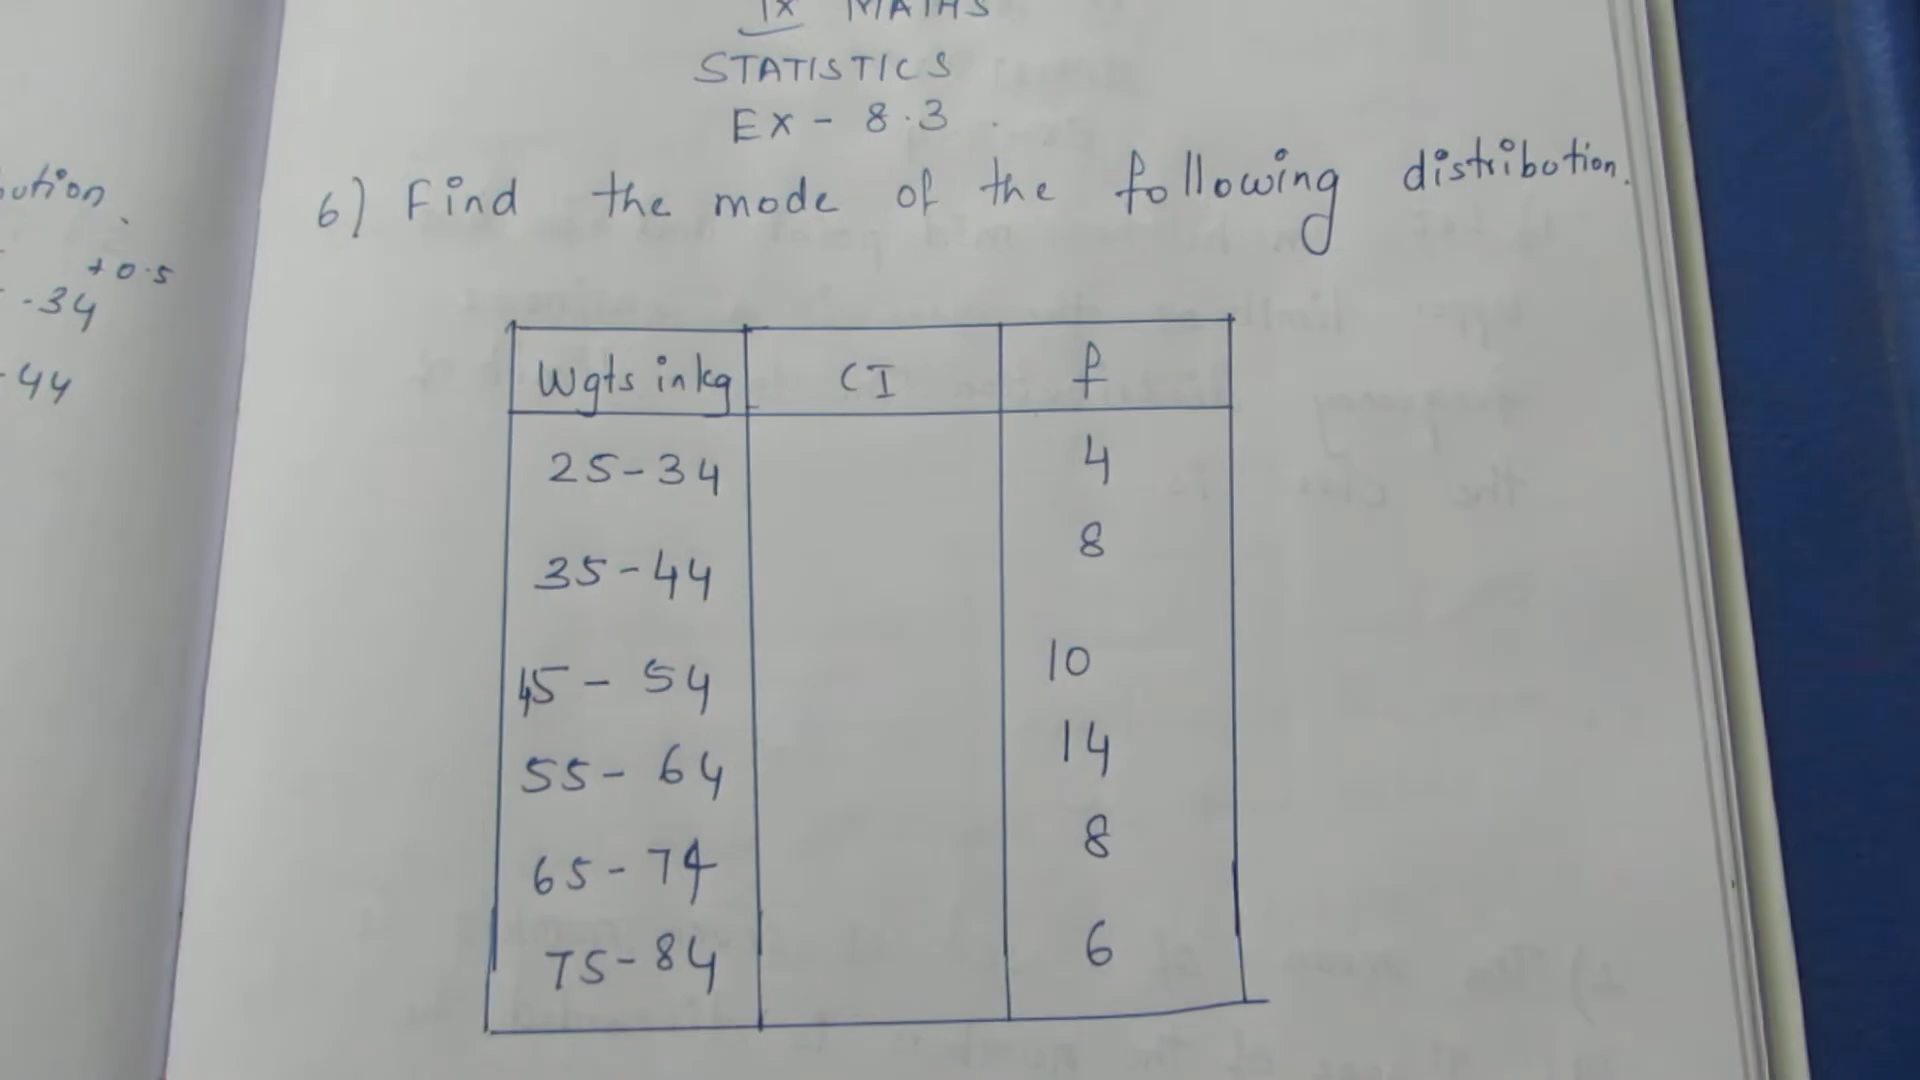 ution
+0.5
-34
-44
IX MATHS
STATISTICS
EX - 8.3
6) Find the mode of the following distribution.
Wgts in kg CI f
25-34 4
35-44 8
45 - 54 10
55- 64 14
65-74 8
75-84 6